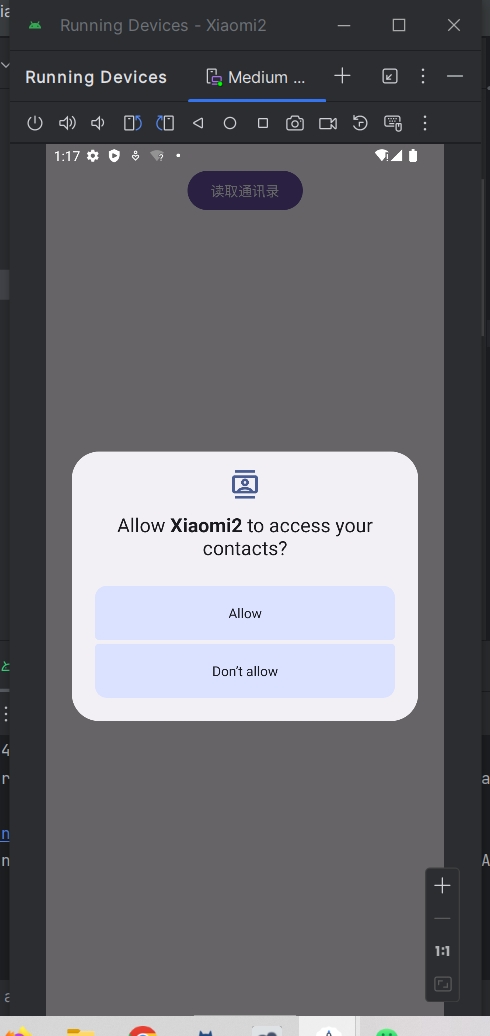 Running Devices - Xiaomi2
Running Devices
Medium ...
1:17
读取通讯录
Allow Xiaomi2 to access your
contacts?
Allow
Don't allow
1:1